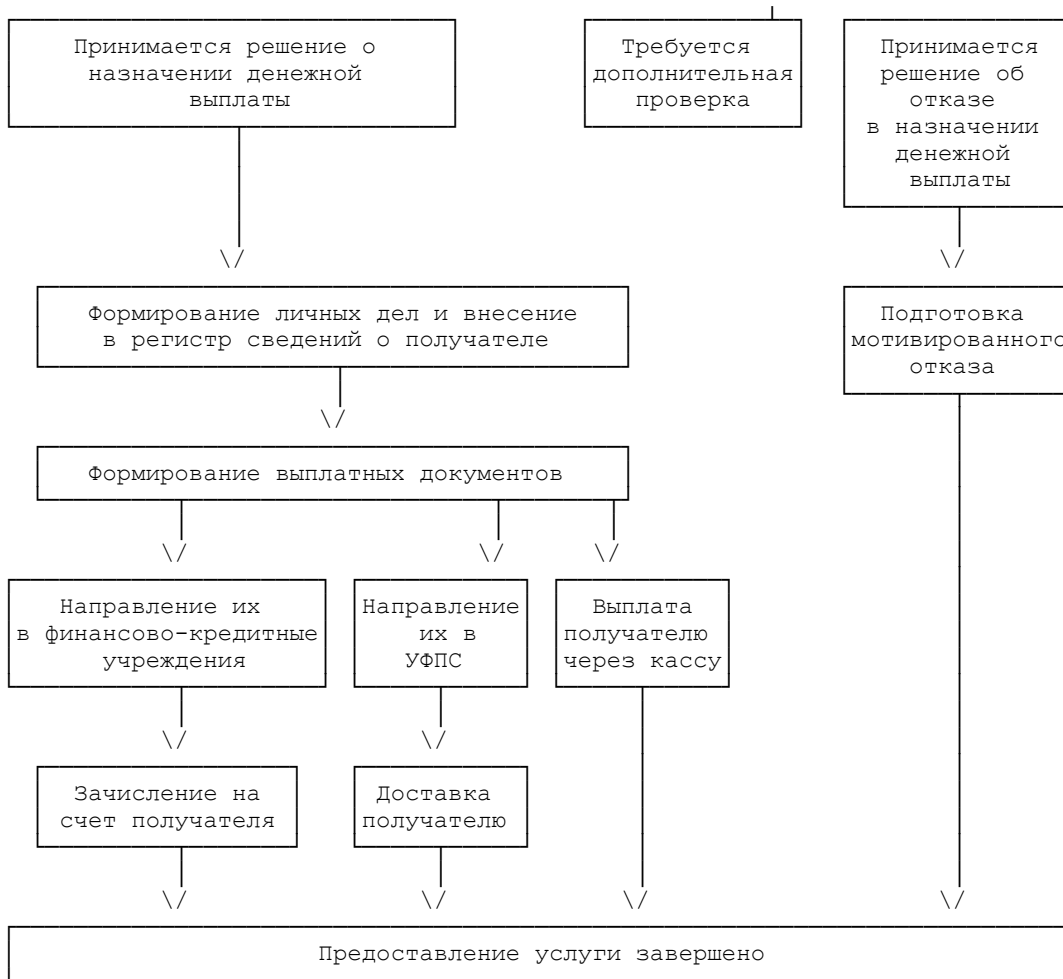 Принимается решение о
назначении денежной
выплаты
Требуется
дополнительная
проверка
Принимается
решение об
отказе
в назначении
денежной
выплаты
Формирование личных дел и внесение
в регистр сведений о получателе
Подготовка
мотивированного
отказа
Формирование выплатных документов
Направление их
в финансово-кредитные
учреждения
Направление
их в
УФПС
Выплата
получателю
через кассу
Зачисление на
счет получателя
Доставка
получателю
Предоставление услуги завершено